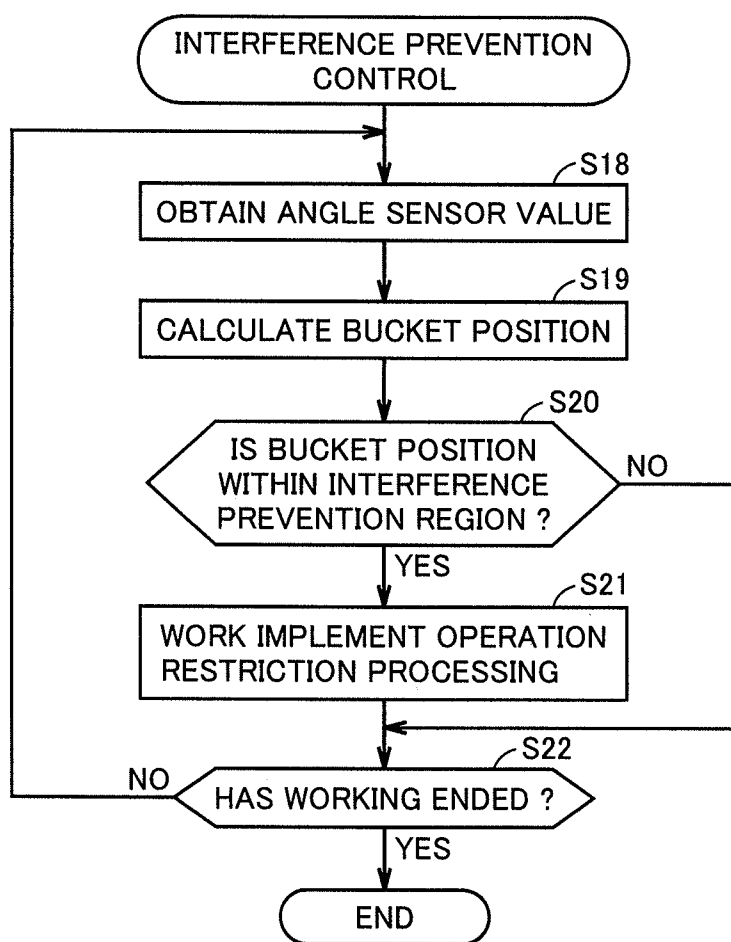 INTERFERENCE PREVENTION
CONTROL
S18
OBTAIN ANGLE SENSOR VALUE
S19
CALCULATE BUCKET POSITION
S20
IS BUCKET POSITION
WITHIN INTERFERENCE
PREVENTION REGION ?
NO
YES
S21
WORK IMPLEMENT OPERATION
RESTRICTION PROCESSING
S22
NO
HAS WORKING ENDED ?
YES
END